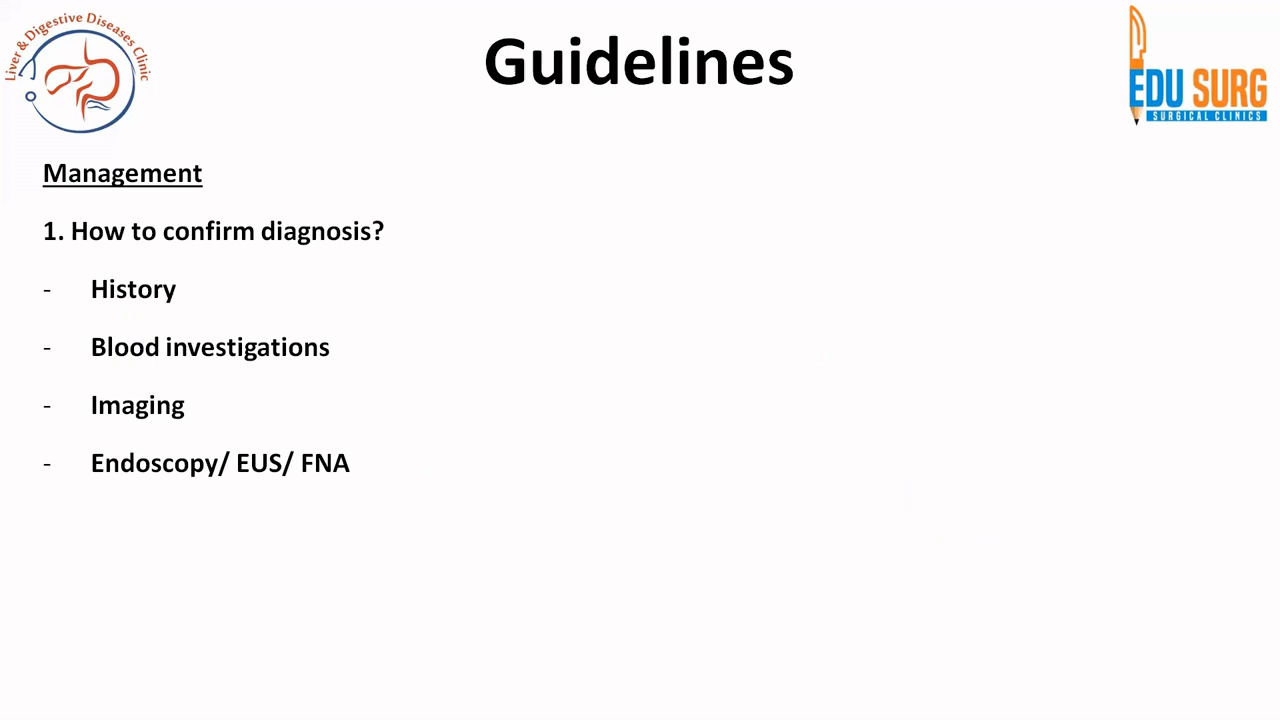 Liver & Digestive Diseases Clinic
Guidelines
EDU SURG
SURGICAL CLINICS
Management
1. How to confirm diagnosis?
- History
- Blood investigations
- Imaging
- Endoscopy/ EUS/ FNA